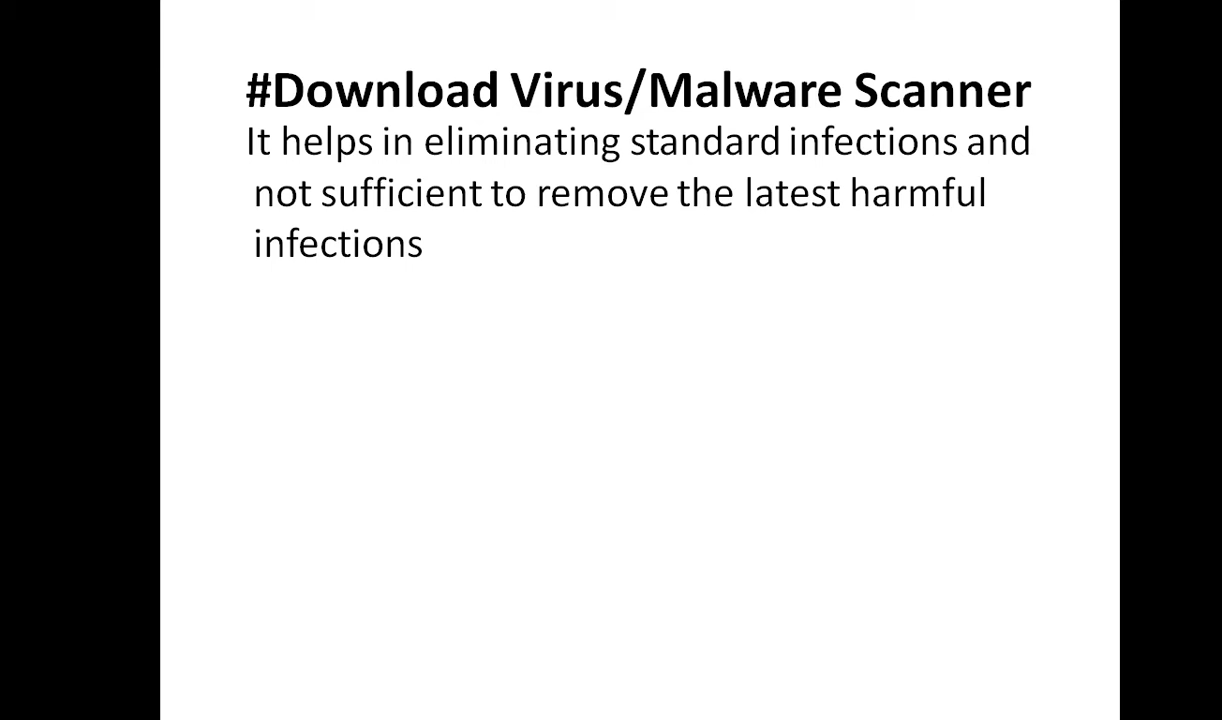 #Download Virus/Malware Scanner
It helps in eliminating standard infections and
not sufficient to remove the latest harmful
infections